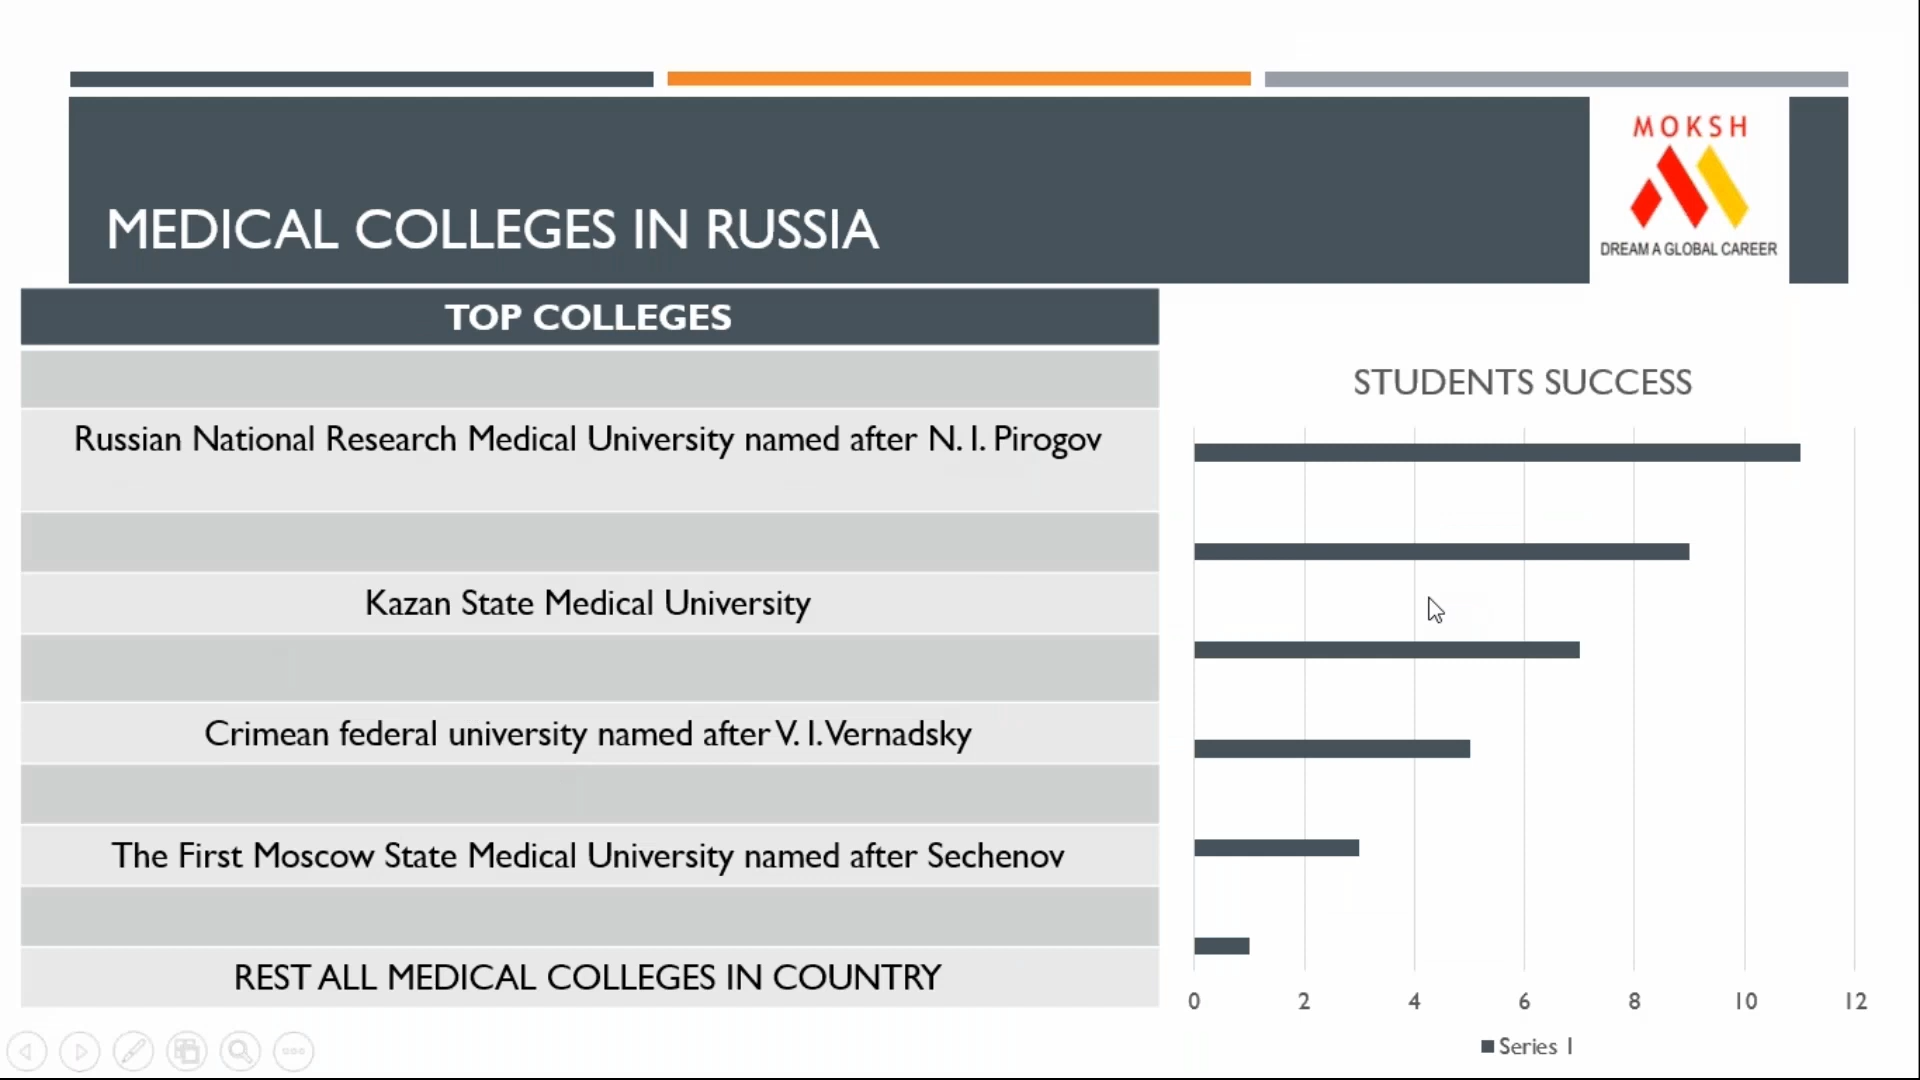 MOKSH
DREAM A GLOBAL CAREER
MEDICAL COLLEGES IN RUSSIA
TOP COLLEGES
Russian National Research Medical University named after N. I. Pirogov
Kazan State Medical University
Crimean federal university named after V. I. Vernadsky
The First Moscow State Medical University named after Sechenov
REST ALL MEDICAL COLLEGES IN COUNTRY
STUDENTS SUCCESS
0 2 4 6 8 10 12
Series 1